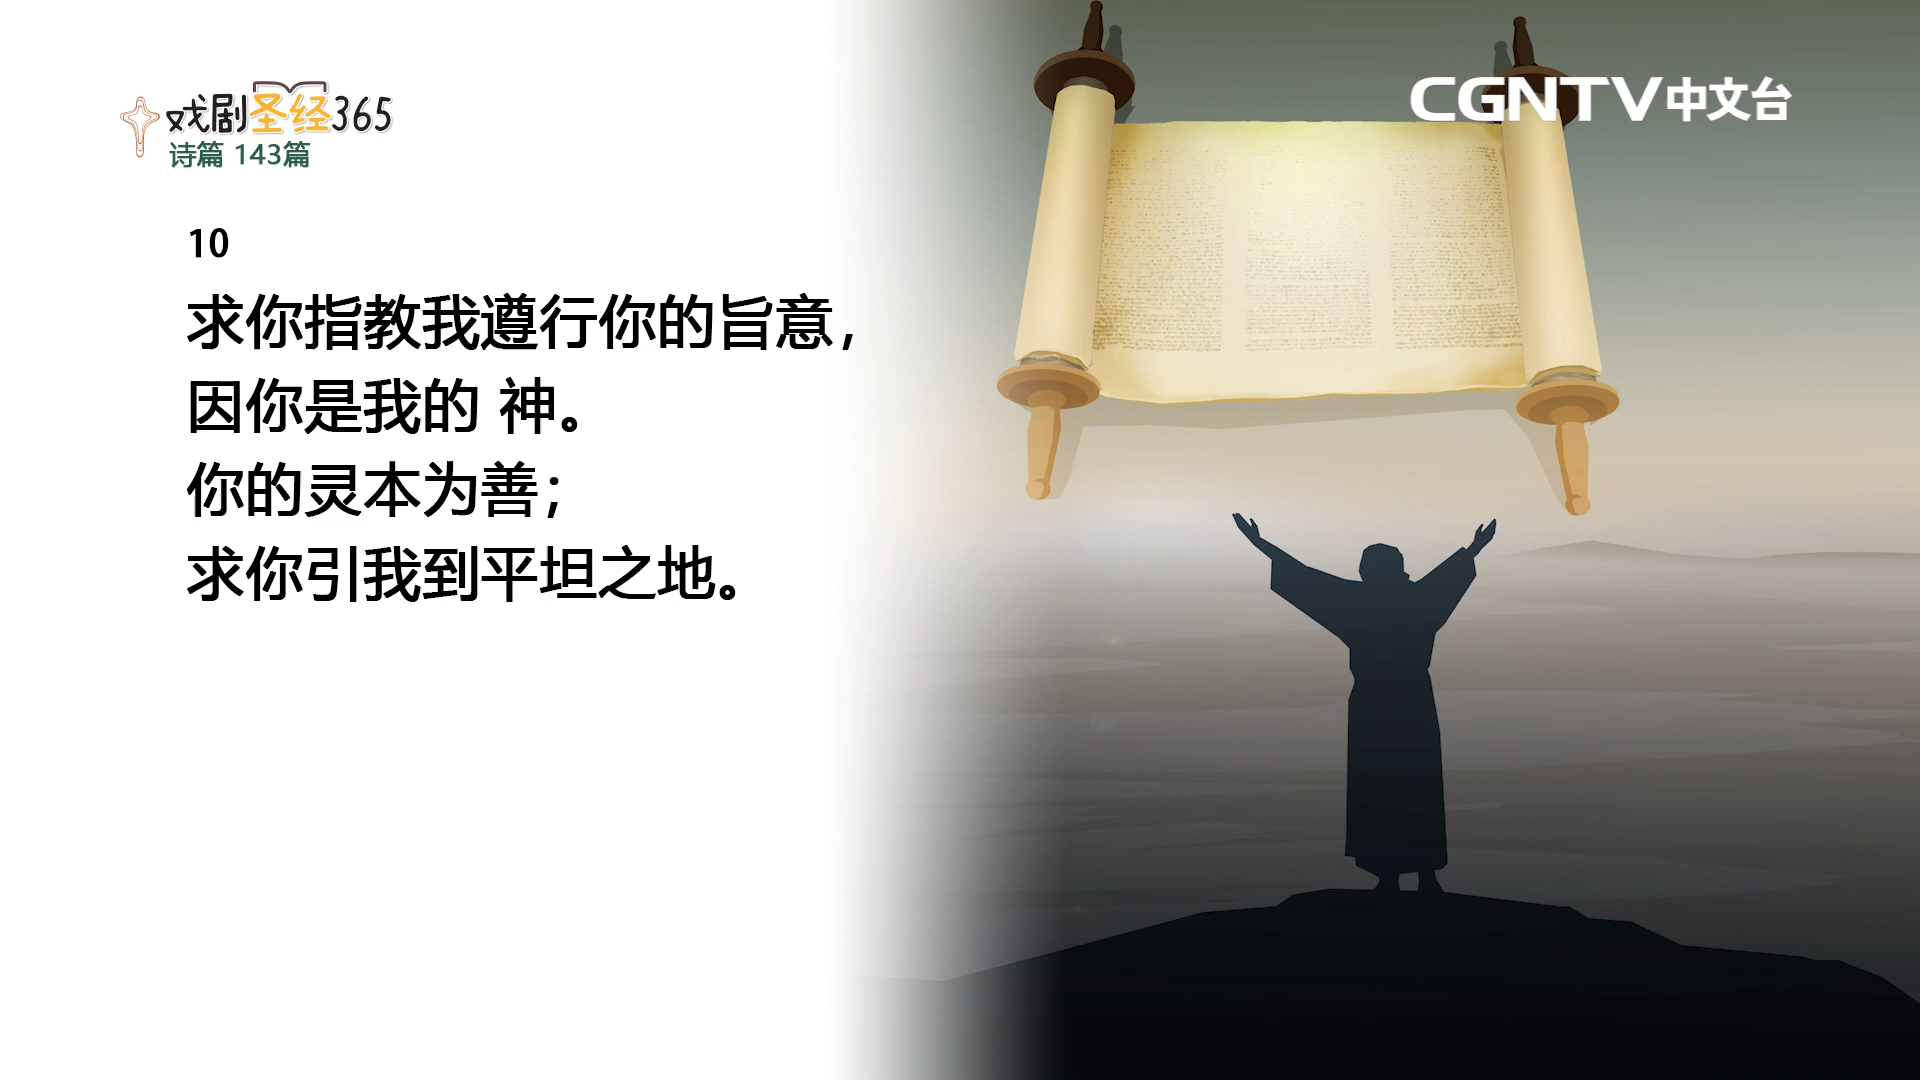 戏剧圣经365
诗篇 143篇
CGNTV中文台
10
求你指教我遵行你的旨意，
因你是我的 神。
你的灵本为善；
求你引我到平坦之地。